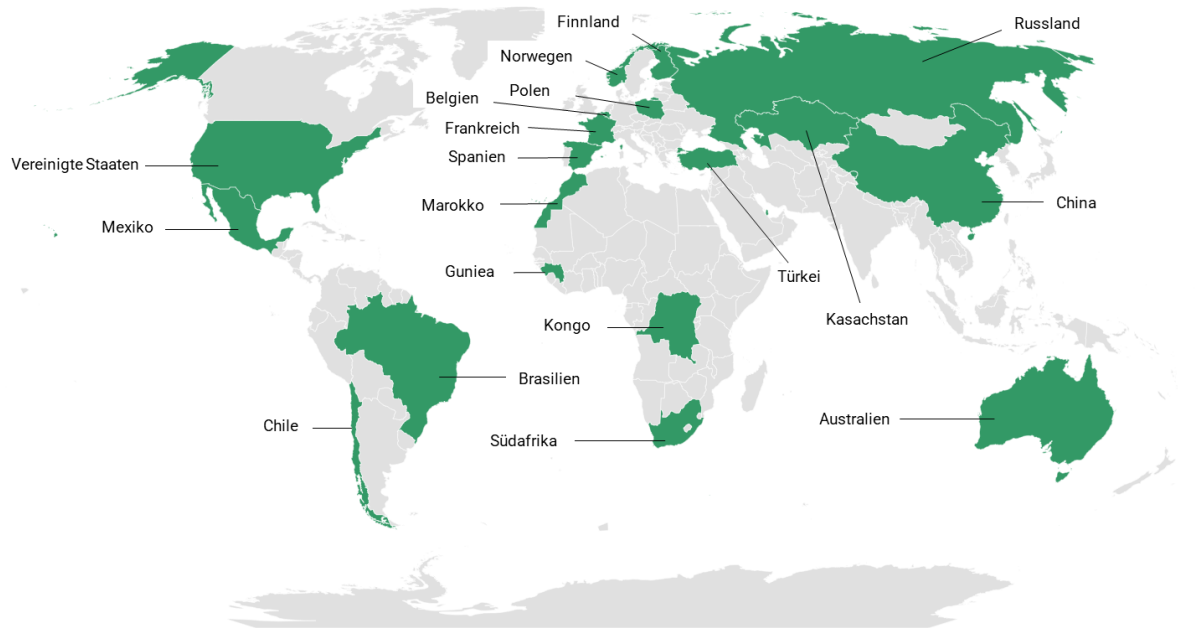 Finnland
Russland
Norwegen
Polen
Belgien
Frankreich
Vereinigte Staaten
Spanien
Marokko
China
Mexiko
Guniea
Türkei
Kasachstan
Kongo
Brasilien
Chile
Australien
Südafrika